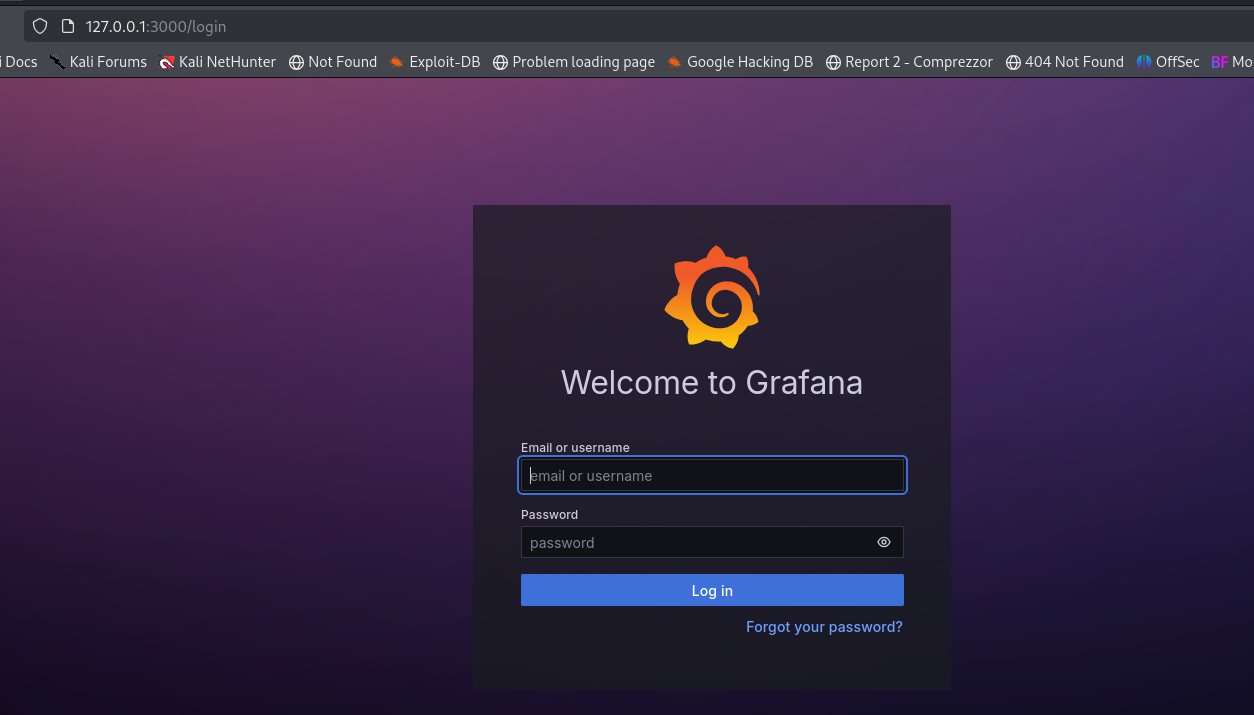 127.0.0.1:3000/login
i Docs Kali Forums Kali NetHunter Not Found Exploit-DB Problem loading page Google Hacking DB Report 2 - Comprezzor 404 Not Found OffSec BF Mo
Welcome to Grafana
Email or username
email or username
Password
password
Log in
Forgot your password?